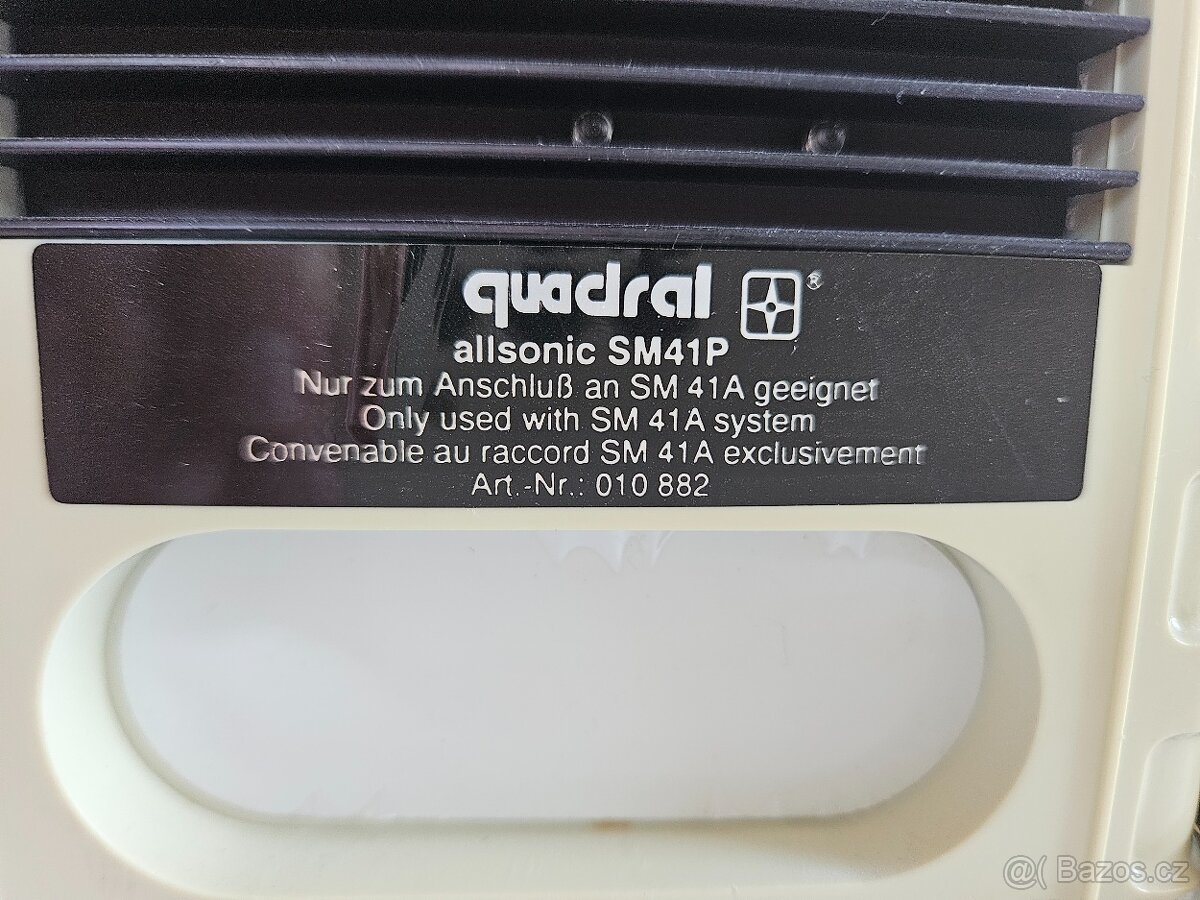 quadral ®
allsonic SM41P
Nur zum Anschluß an SM 41A geeignet
Only used with SM 41A system
Convenable au raccord SM 41A exclusivement
Art.-Nr.: 010 882
@( Bazos.cz